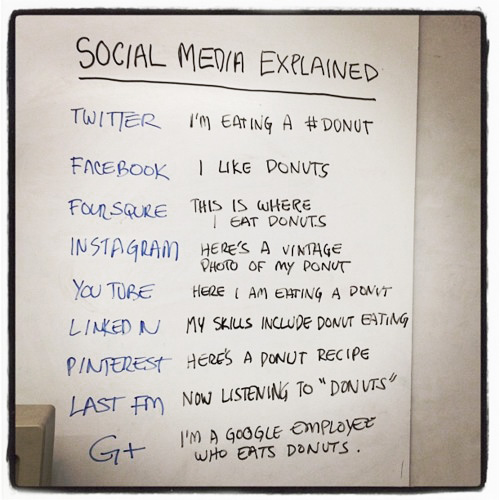 SOCIAL MEDIA EXPLAINED
TWITTER I'M EATING A #DONUT
FACEBOOK I LIKE DONUTS
FOURSQURE THIS IS WHERE
I EAT DONUTS
INSTAGRAM HERE'S A VINTAGE
PHOTO OF MY DONUT
YOU TUBE HERE I AM EATING A DONUT
LINKED IN MY SKILLS INCLUDE DONUT EATING
PINTEREST HERE'S A DONUT RECIPE
LAST FM NOW LISTENING TO "DONUTS"
G+ I'M A GOOGLE EMPLOYEE
WHO EATS DONUTS.